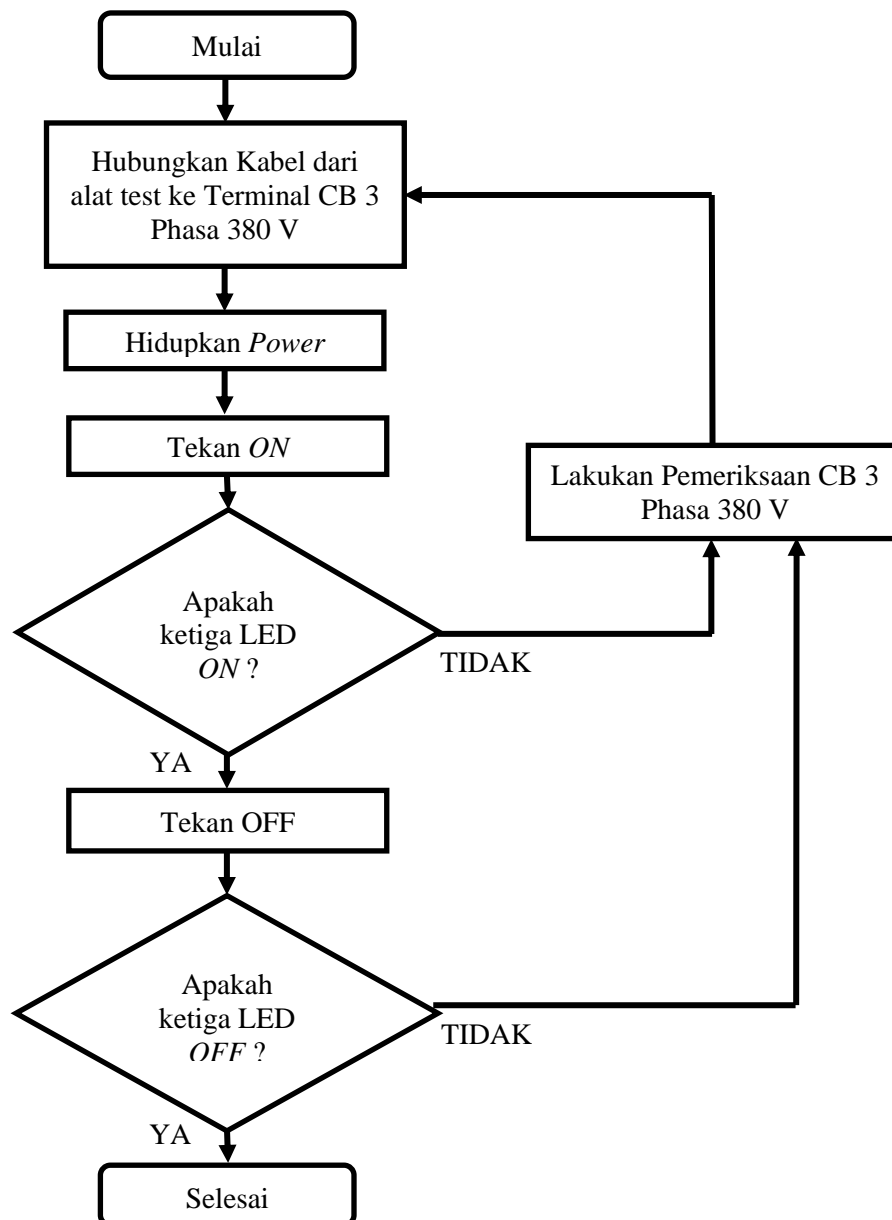 Mulai
Hubungkan Kabel dari
alat test ke Terminal CB 3
Phasa 380 V
Hidupkan Power
Tekan ON
Lakukan Pemeriksaan CB 3
Phasa 380 V
Apakah
ketiga LED
ON ?
TIDAK
YA
Tekan OFF
Apakah
ketiga LED
OFF ?
TIDAK
YA
Selesai